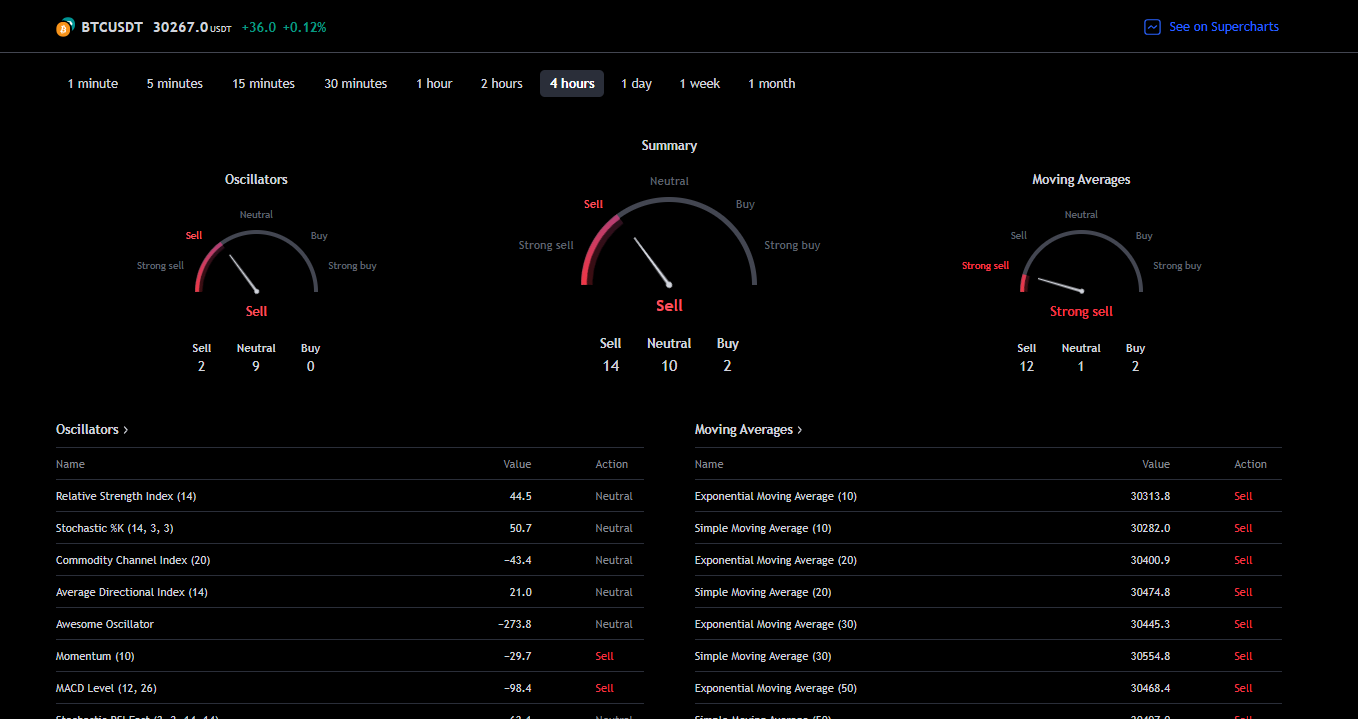 BTCUSDT 30267.0 USDT +36.0 +0.12%
See on Supercharts
1 minute 5 minutes 15 minutes 30 minutes 1 hour 2 hours 4 hours 1 day 1 week 1 month
Summary
Neutral
Sell
Buy
Strong sell
Strong buy
Sell
Sell Neutral Buy
14 10 2
Oscillators
Neutral
Sell
Buy
Strong sell
Strong buy
Sell
Sell Neutral Buy
2 9 0
Moving Averages
Neutral
Sell
Buy
Strong sell
Strong buy
Strong sell
Sell Neutral Buy
12 1 2
Oscillators >
Name Value Action
Relative Strength Index (14) 44.5 Neutral
Stochastic %K (14, 3, 3) 50.7 Neutral
Commodity Channel Index (20) −43.4 Neutral
Average Directional Index (14) 21.0 Neutral
Awesome Oscillator −273.8 Neutral
Momentum (10) −29.7 Sell
MACD Level (12, 26) −98.4 Sell
Moving Averages >
Name Value Action
Exponential Moving Average (10) 30313.8 Sell
Simple Moving Average (10) 30282.0 Sell
Exponential Moving Average (20) 30400.9 Sell
Simple Moving Average (20) 30474.8 Sell
Exponential Moving Average (30) 30445.3 Sell
Simple Moving Average (30) 30554.8 Sell
Exponential Moving Average (50) 30468.4 Sell